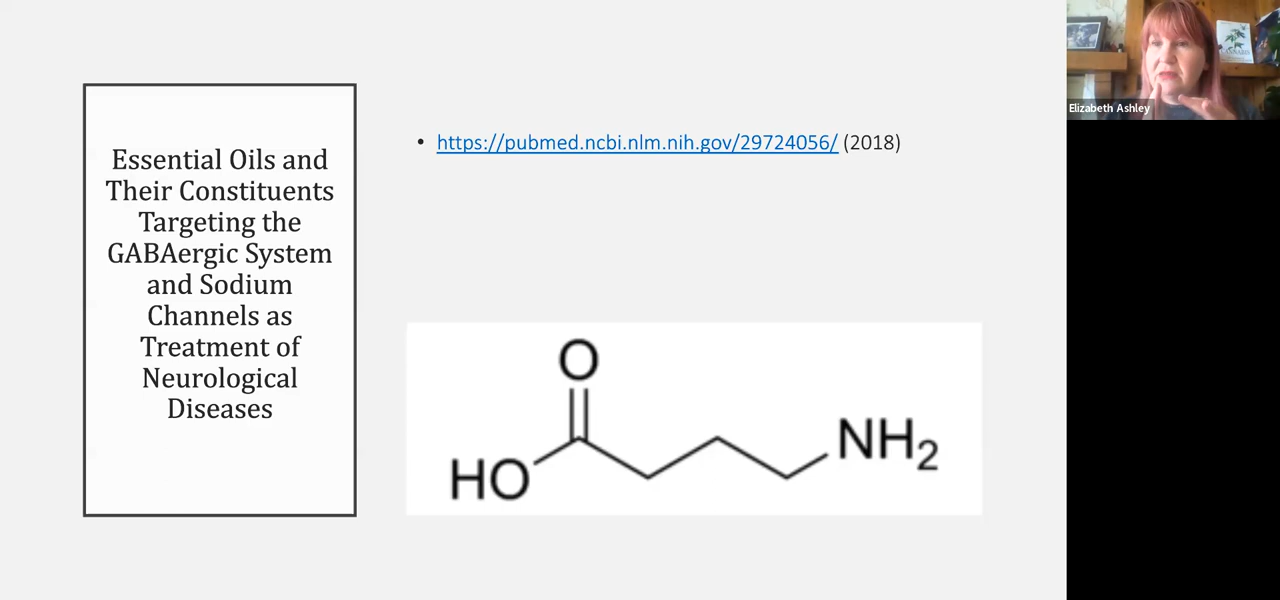 Essential Oils and
Their Constituents
Targeting the
GABAergic System
and Sodium
Channels as
Treatment of
Neurological
Diseases
• https://pubmed.ncbi.nlm.nih.gov/29724056/ (2018)
O
HO
NH2
Elizabeth Ashley